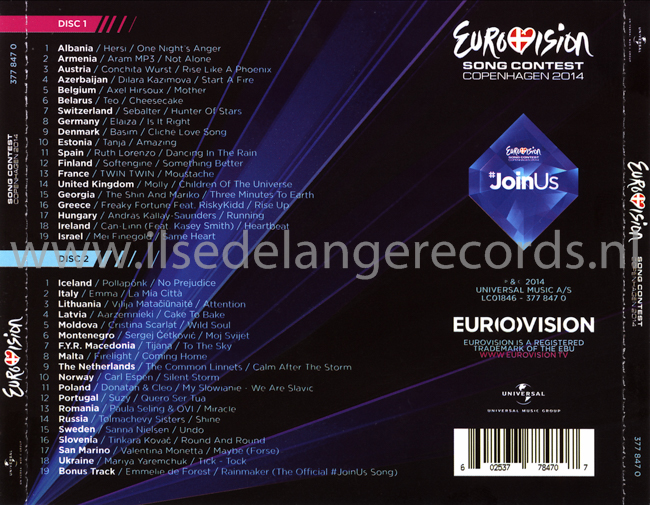 DISC 1
1 Albania / Hersi / One Night's Anger
2 Armenia / Aram MP3 / Not Alone
3 Austria / Conchita Wurst / Rise Like A Phoenix
4 Azerbaijan / Dilara Kazimova / Start A Fire
5 Belgium / Axel Hirsoux / Mother
6 Belarus / Teo / Cheesecake
7 Switzerland / Sebalter / Hunter Of Stars
8 Germany / Elaiza / Is It Right
9 Denmark / Basim / Cliche Love Song
10 Estonia / Tanja / Amazing
11 Spain / Ruth Lorenzo / Dancing In The Rain
12 Finland / Softengine / Something Better
13 France / TWIN TWIN / Moustache
14 United Kingdom / Molly / Children Of The Universe
15 Georgia / The Shin And Mariko / Three Minutes To Earth
16 Greece / Freaky Fortune Feat. RiskyKidd / Rise Up
17 Hungary / Andras Kallay-Saunders / Running
18 Ireland / Can-Linn (Feat. Kasey Smith) / Heartbeat
19 Israel / Mei Finegold / Same Heart
DISC 2
1 Iceland / Pollapönk / No Prejudice
2 Italy / Emma / La Mia Città
3 Lithuania / Vilija Matačiūnaitė / Attention
4 Latvia / Aarzemnieki / Cake To Bake
5 Moldova / Cristina Scarlat / Wild Soul
6 Montenegro / Sergej Ćetković / Moj Svijet
7 F.Y.R. Macedonia / Tijana / To The Sky
8 Malta / Firelight / Coming Home
9 The Netherlands / The Common Linnets / Calm After The Storm
10 Norway / Carl Espen / Silent Storm
11 Poland / Donatan & Cleo / My Słowianie - We Are Slavic
12 Portugal / Suzy / Quero Ser Tua
13 Romania / Paula Seling & OVI / Miracle
14 Russia / Tolmachevy Sisters / Shine
15 Sweden / Sanna Nielsen / Undo
16 Slovenia / Tinkara Kovač / Round And Round
17 San Marino / Valentina Monetta / Maybe (Forse)
18 Ukraine / Mariya Yaremchuk / Tick - Tock
19 Bonus Track / Emmelie de Forest / Rainmaker (The Official #JoinUs Song)
EUROVISION
SONG CONTEST
COPENHAGEN 2014
EUROVISION
SONG CONTEST
COPENHAGEN 2014
#JoinUs
www.ilsedelangerecords.nl
℗ & © 2014
UNIVERSAL MUSIC A/S
LC01846 - 377 847 0
EUROVISION
EUROVISION IS A REGISTERED
TRADEMARK OF THE EBU
WWW.EUROVISION.TV
UNIVERSAL
UNIVERSAL MUSIC GROUP
6 02537 78470 7
377 847 0
SONG CONTEST
COPENHAGEN 2014
EUROVISION
UNIVERSAL
UNIVERSAL
EUROVISION
SONG CONTEST
COPENHAGEN 2014
377 847 0